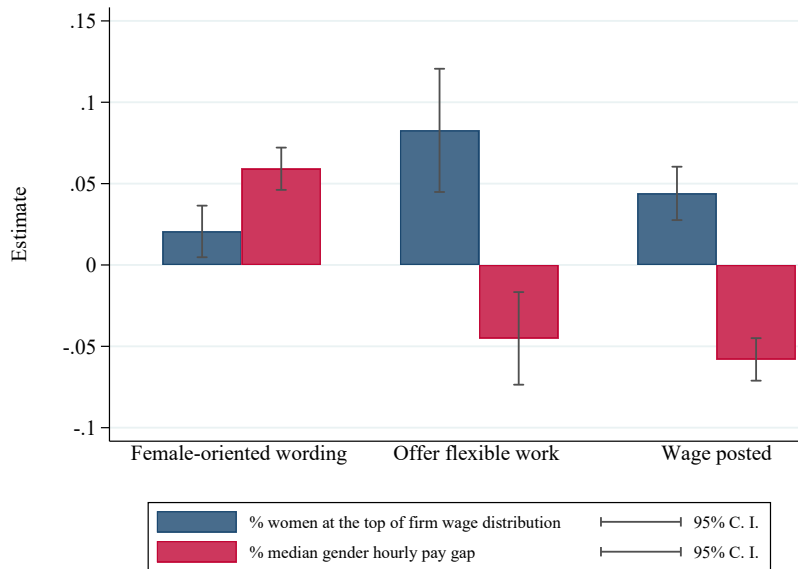 .15
.1
.05
0
-.05
-.1
Estimate
Female-oriented wording
Offer flexible work
Wage posted
% women at the top of firm wage distribution
95% C. I.
% median gender hourly pay gap
95% C. I.